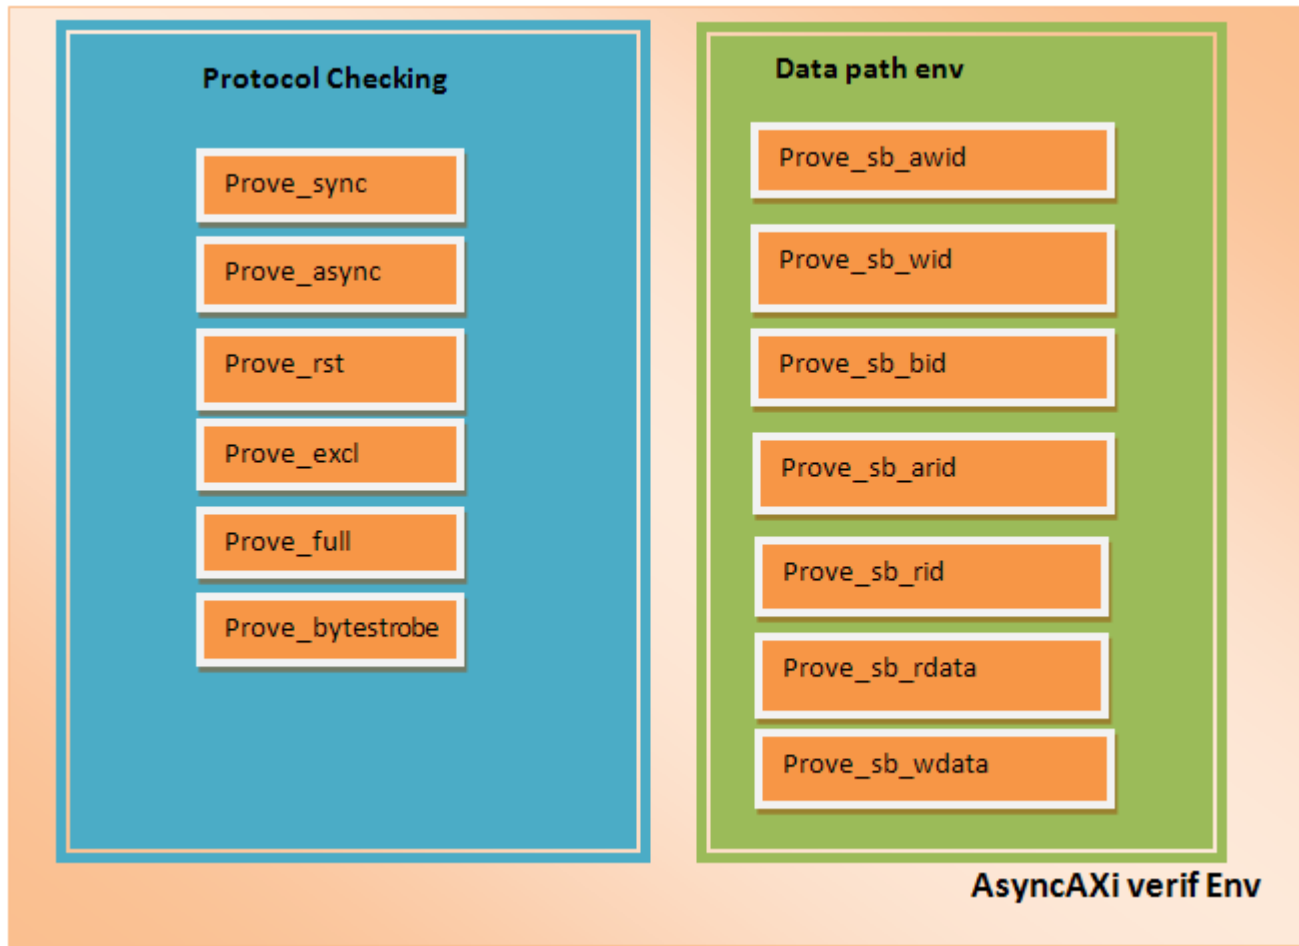 Protocol Checking
Prove_sync
Prove_async
Prove_rst
Prove_excl
Prove_full
Prove_bytestrobe
Data path env
Prove_sb_awid
Prove_sb_wid
Prove_sb_bid
Prove_sb_arid
Prove_sb_rid
Prove_sb_rdata
Prove_sb_wdata
AsyncAXi verif Env